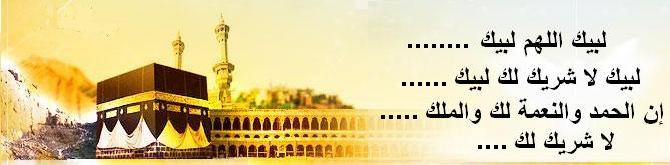 لبيك اللهم لبيك ........
لبيك لا شريك لك لبيك ......
إن الحمد والنعمة لك والملك .....
لا شريك لك ....